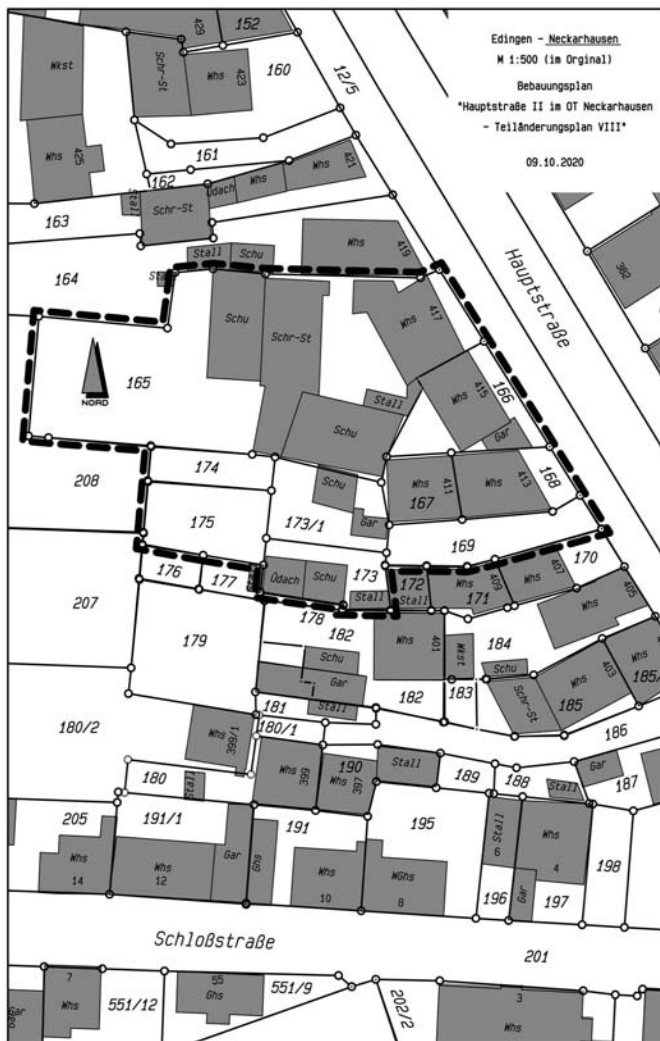 Edingen - Neckarhausen
M 1:500 (im Orginal)
Bebauungsplan
"Hauptstraße II im OT Neckarhausen
- Teiländerungsplan VIII"
09.10.2020
429
152
Wkst
Schr-St
Whs
423
160
12/5
Whs
425
161
421
162
Üdach
Whs
Whs
Stall
Schr-St
163
Whs
419
Hauptstraße
382
164
Stall
Schu
Schu
Schr-St
417
Whs
165
NORD
166
Stall
Whs
415
Schu
Gar
208
174
Schu
Whs
167
411
Whs
413
168
175
173/1
Gar
169
170
176
177
Üdach
Schu
173
172
Stall
Stall
Whs
409
171
Whs
407
405
Whs
207
178
182
179
Whs
401
Wkst
184
Schu
Schu
Gar
Stall
182
183
Schr-St
185
Whs
403
Whs
185/
181
180/1
180/2
Whs
399/1
186
Whs
399
190
Whs
397
Stall
189
188
Gar
187
180
Stall
Stall
205
191/1
191
195
Stall
6
Whs
4
198
Whs
14
Whs
12
Gar
Ghs
Whs
10
WGhs
8
196
Gar
197
Schloßstraße
201
7
Whs
551/12
55
Ghs
551/9
202/2
3
Whs
Gar